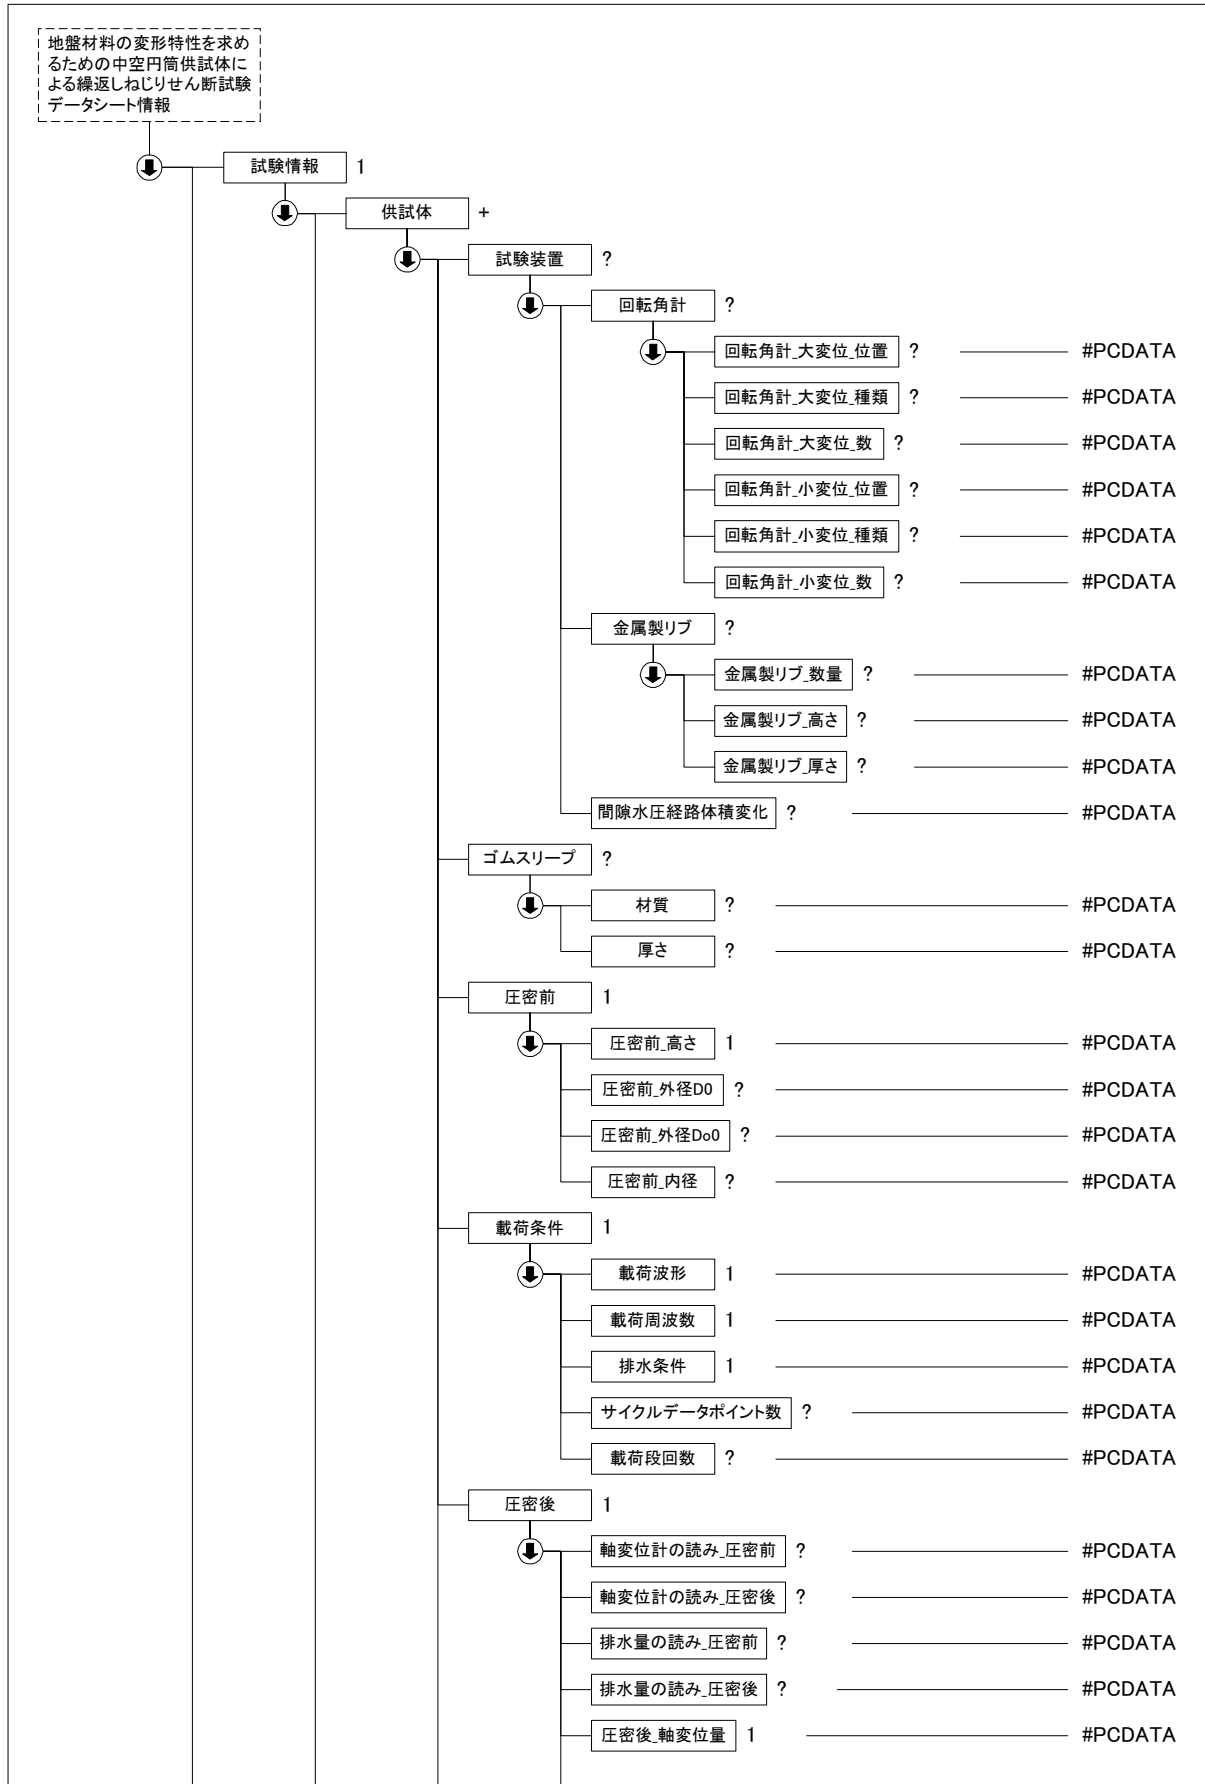 地盤材料の変形特性を求め
るための中空円筒供試体に
よる繰返しねじりせん断試験
データシート情報
試験情報 1
供試体 +
試験装置 ?
回転角計 ?
回転角計_大変位_位置 ? #PCDATA
回転角計_大変位_種類 ? #PCDATA
回転角計_大変位_数 ? #PCDATA
回転角計_小変位_位置 ? #PCDATA
回転角計_小変位_種類 ? #PCDATA
回転角計_小変位_数 ? #PCDATA
金属製リブ ?
金属製リブ_数量 ? #PCDATA
金属製リブ_高さ ? #PCDATA
金属製リブ_厚さ ? #PCDATA
間隙水圧経路体積変化 ? #PCDATA
ゴムスリーブ ?
材質 ? #PCDATA
厚さ ? #PCDATA
圧密前 1
圧密前_高さ 1 #PCDATA
圧密前_外径D0 ? #PCDATA
圧密前_外径Do0 ? #PCDATA
圧密前_内径 ? #PCDATA
載荷条件 1
載荷波形 1 #PCDATA
載荷周波数 1 #PCDATA
排水条件 1 #PCDATA
サイクルデータポイント数 ? #PCDATA
載荷段回数 ? #PCDATA
圧密後 1
軸変位計の読み_圧密前 ? #PCDATA
軸変位計の読み_圧密後 ? #PCDATA
排水量の読み_圧密前 ? #PCDATA
排水量の読み_圧密後 ? #PCDATA
圧密後_軸変位量 1 #PCDATA